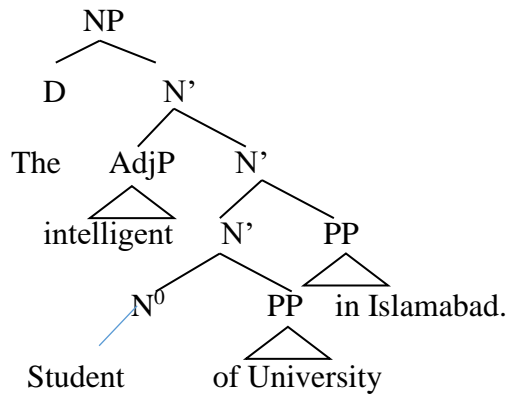 NP
D N’
The AdjP N’
intelligent N’ PP
N⁰ PP in Islamabad.
Student of University